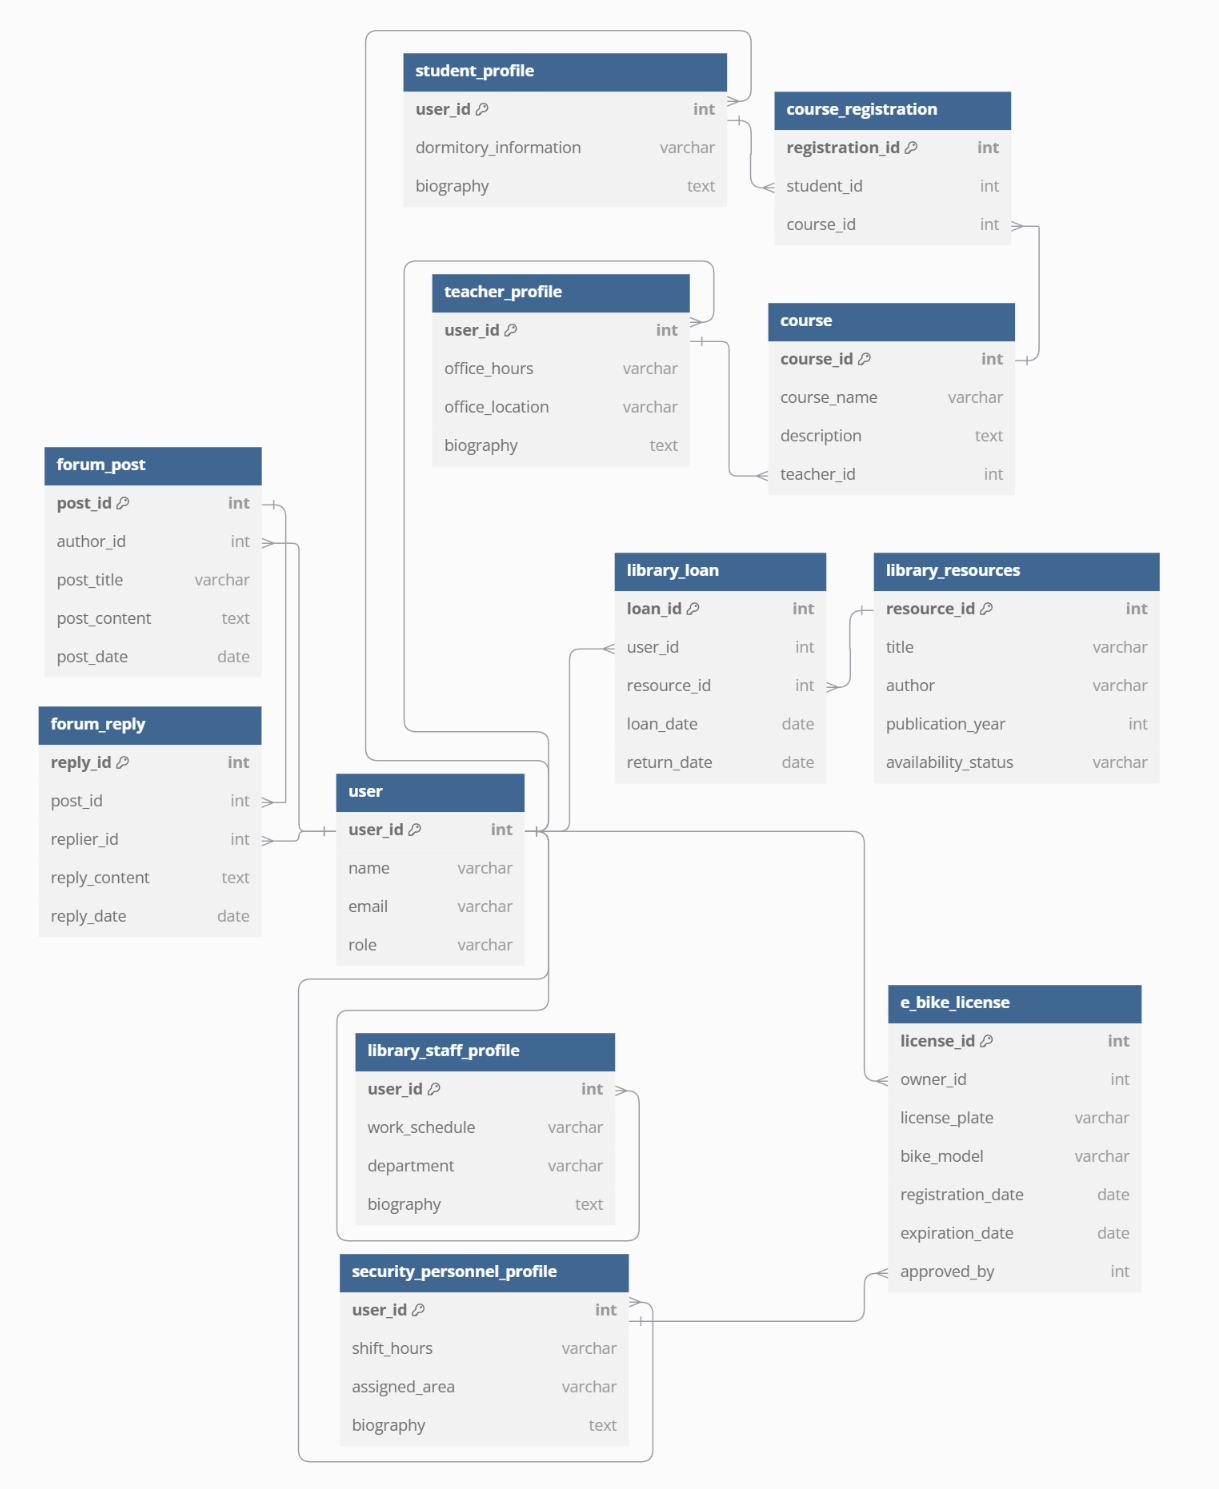 student_profile
user_id int
dormitory_information varchar
biography text
course_registration
registration_id int
student_id int
course_id int
teacher_profile
user_id int
office_hours varchar
office_location varchar
biography text
course
course_id int
course_name varchar
description text
teacher_id int
forum_post
post_id int
author_id int
post_title varchar
post_content text
post_date date
library_loan
loan_id int
user_id int
resource_id int
loan_date date
return_date date
library_resources
resource_id int
title varchar
author varchar
publication_year int
availability_status varchar
forum_reply
reply_id int
post_id int
replier_id int
reply_content text
reply_date date
user
user_id int
name varchar
email varchar
role varchar
e_bike_license
license_id int
owner_id int
license_plate varchar
bike_model varchar
registration_date date
expiration_date date
approved_by int
library_staff_profile
user_id int
work_schedule varchar
department varchar
biography text
security_personnel_profile
user_id int
shift_hours varchar
assigned_area varchar
biography text